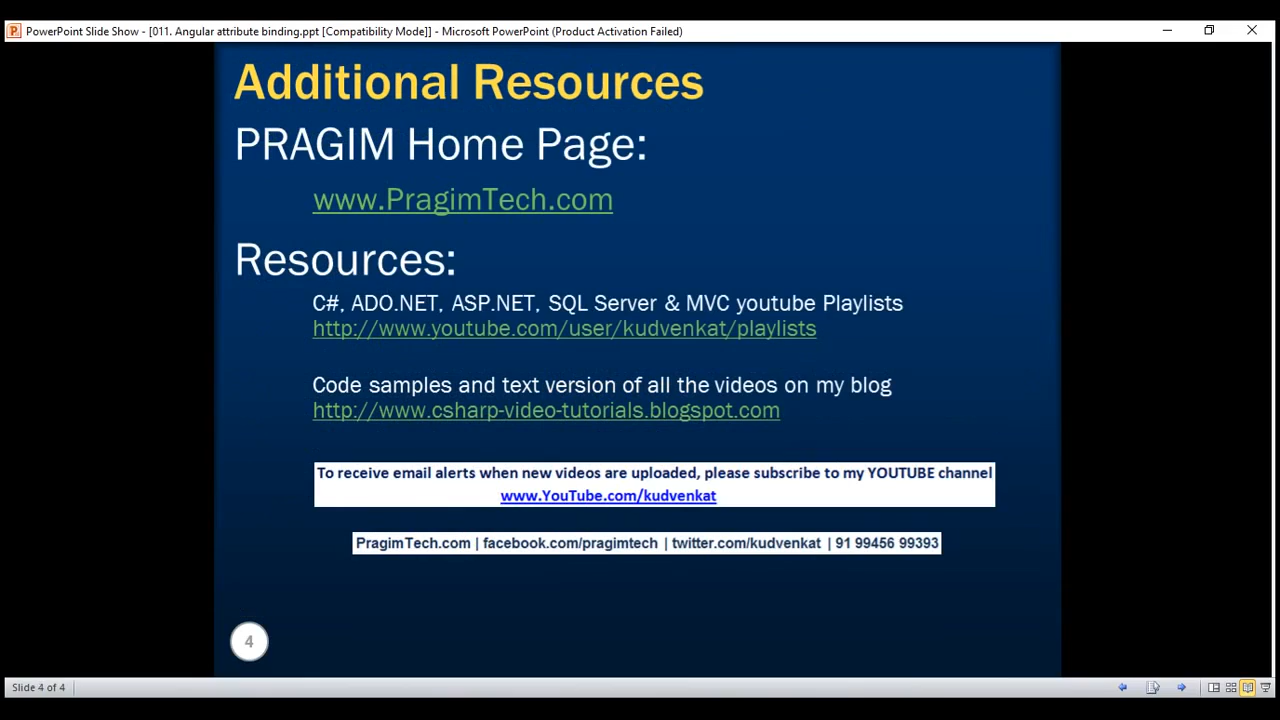 PowerPoint Slide Show - [011. Angular attribute binding.ppt [Compatibility Mode]] - Microsoft PowerPoint (Product Activation Failed)
Additional Resources
PRAGIM Home Page:
www.PragimTech.com
Resources:
C#, ADO.NET, ASP.NET, SQL Server & MVC youtube Playlists
http://www.youtube.com/user/kudvenkat/playlists
Code samples and text version of all the videos on my blog
http://www.csharp-video-tutorials.blogspot.com
To receive email alerts when new videos are uploaded, please subscribe to my YOUTUBE channel
www.YouTube.com/kudvenkat
PragimTech.com | facebook.com/pragimtech | twitter.com/kudvenkat | 91 99456 99393
4
Slide 4 of 4